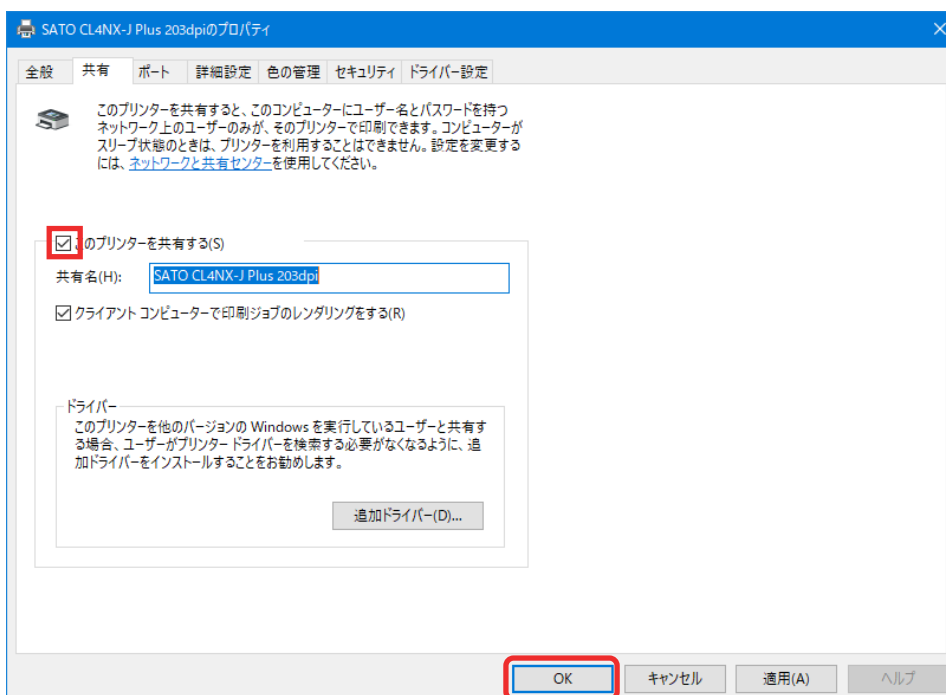 SATO CL4NX-J Plus 203dpiのプロパティ
全般 共有 ポート 詳細設定 色の管理 セキュリティ ドライバー設定
このプリンターを共有すると、このコンピューターにユーザー名とパスワードを持つ
ネットワーク上のユーザーのみが、そのプリンターで印刷できます。コンピューターが
スリープ状態のときは、プリンターを利用することはできません。設定を変更する
には、ネットワークと共有センターを使用してください。
このプリンターを共有する(S)
共有名(H): SATO CL4NX-J Plus 203dpi
クライアント コンピューターで印刷ジョブのレンダリングをする(R)
ドライバー
このプリンターを他のバージョンの Windows を実行しているユーザーと共有す
る場合、ユーザーがプリンター ドライバーを検索する必要がなくなるように、追
加ドライバーをインストールすることをお勧めします。
追加ドライバー(D)...
OK キャンセル 適用(A) ヘルプ